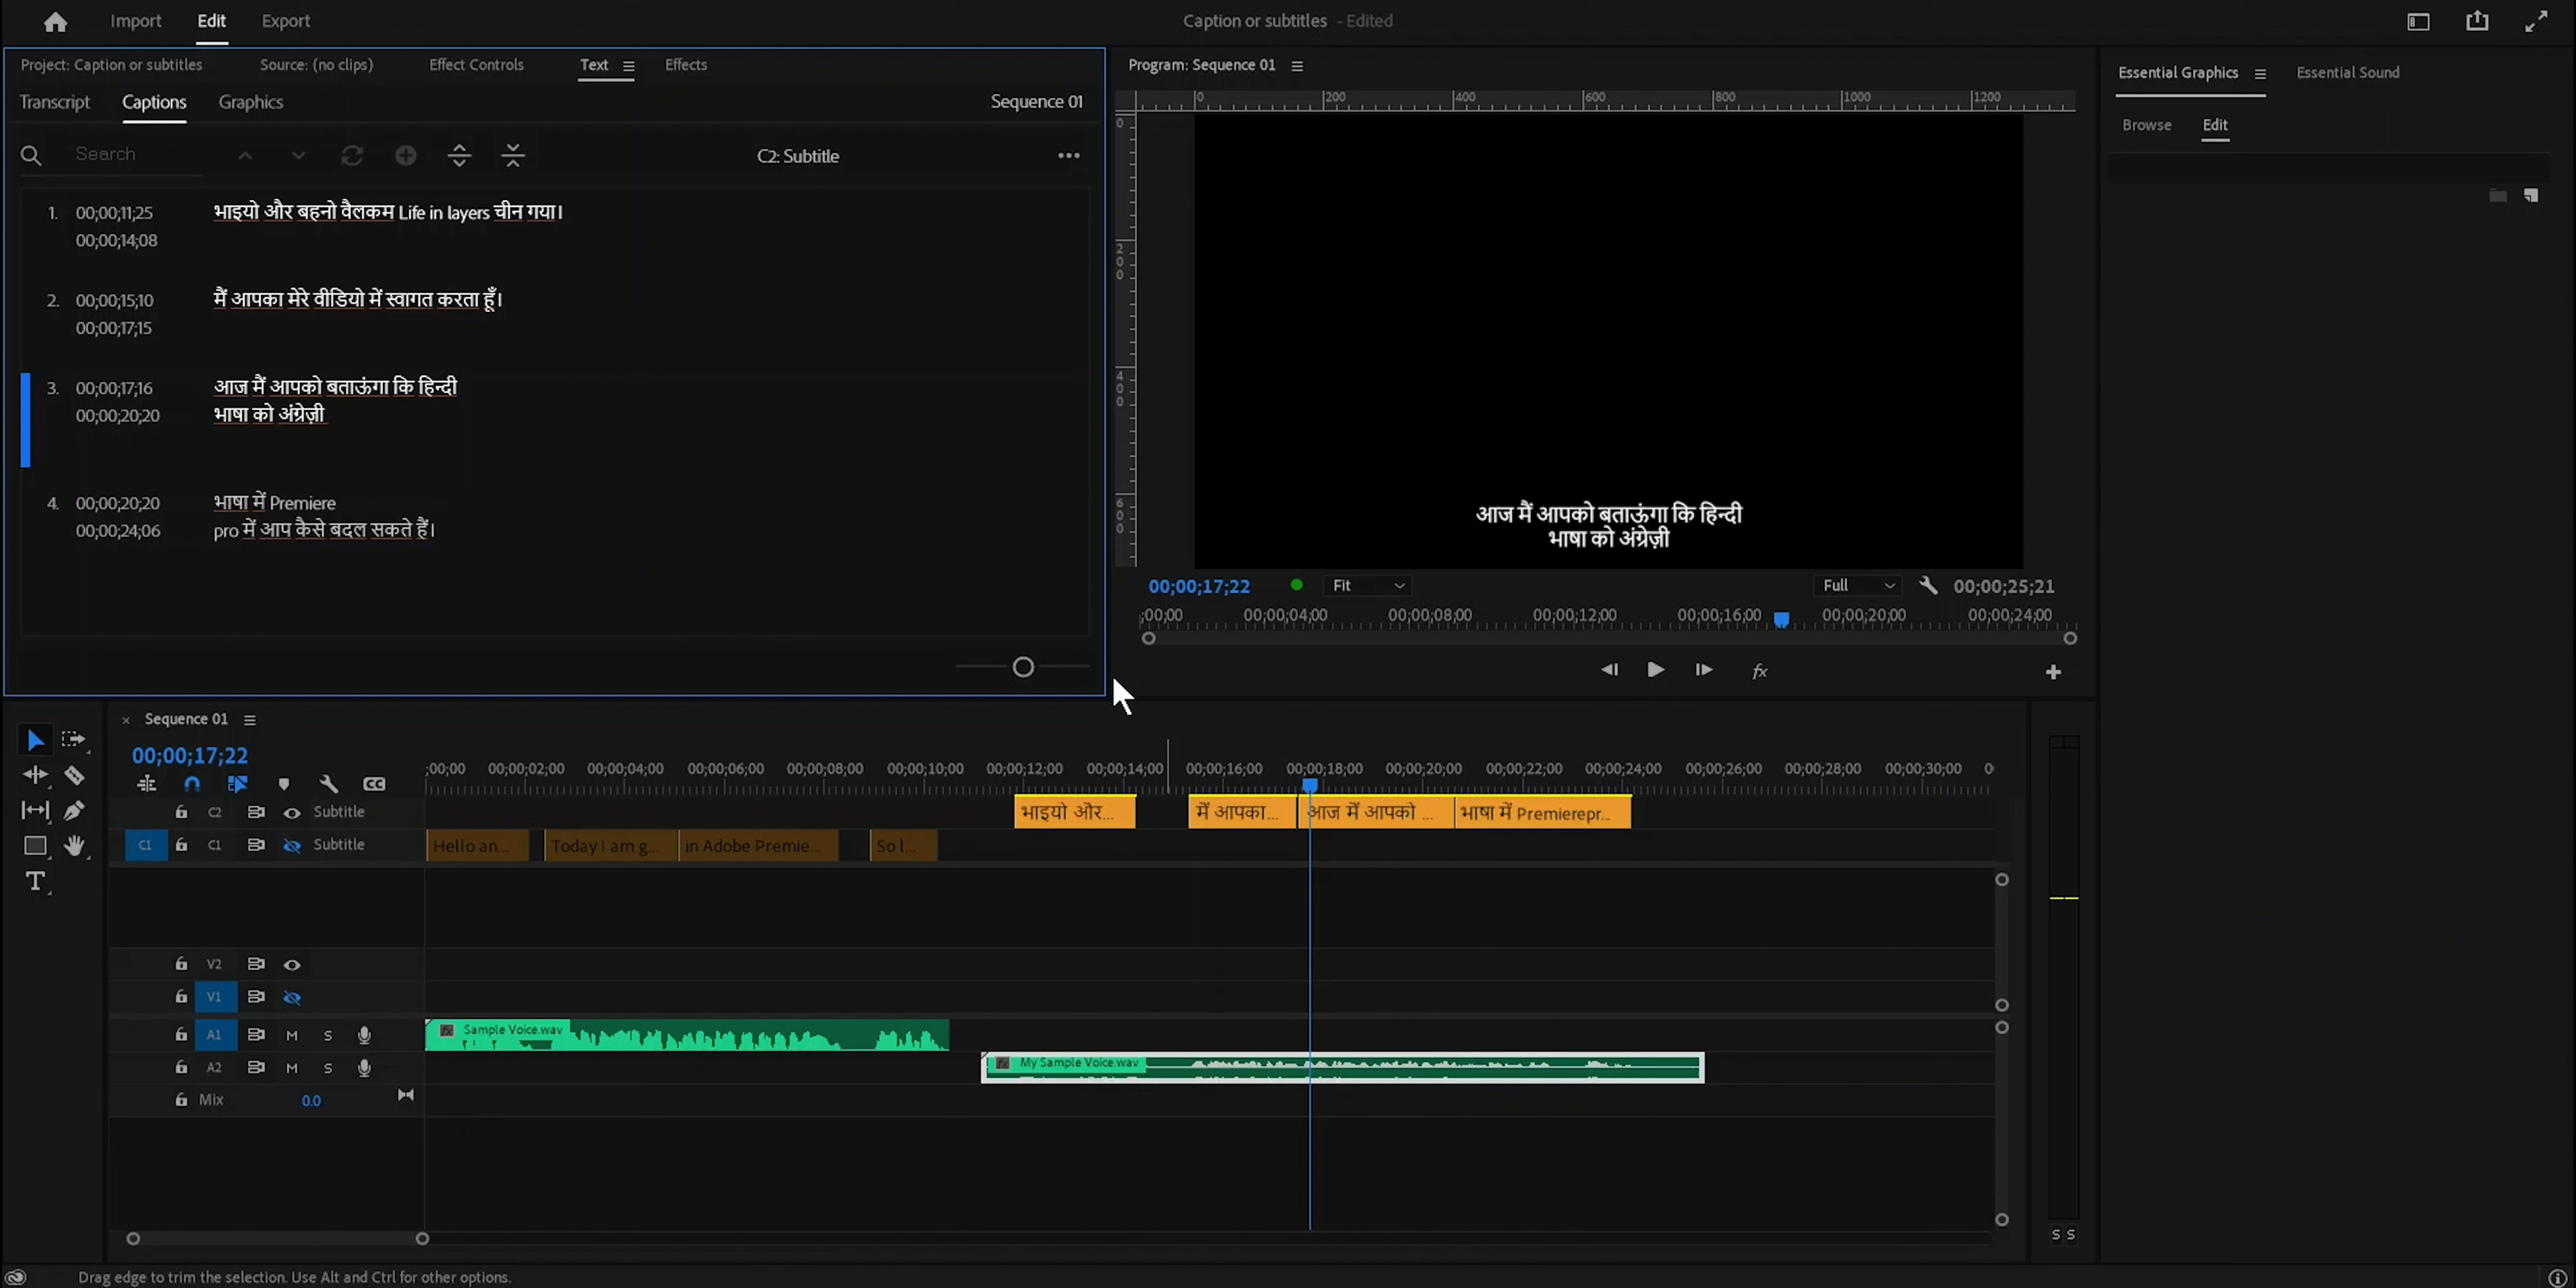 Import Edit Export
Caption or subtitles - Edited
Project: Caption or subtitles Source: (no clips) Effect Controls Text Effects
Transcript Captions Graphics Sequence 01
Search C2: Subtitle
1. 00;00;11;25 भाइयो और बहनो वैलकम Life in layers चीन गया।
00;00;14;08
2. 00;00;15;10 मैं आपका मेरे वीडियो में स्वागत करता हूँ।
00;00;17;15
3. 00;00;17;16 आज मैं आपको बताऊंगा कि हिन्दी
00;00;20;20 भाषा को अंग्रेज़ी
4. 00;00;20;20 भाषा में Premiere
00;00;24;06 pro में आप कैसे बदल सकते हैं।
Program: Sequence 01
0 200 400 600 800 1000 1200
0
200
400
600
आज मैं आपको बताऊंगा कि हिन्दी
भाषा को अंग्रेज़ी
00;00;17;22 Fit Full 00;00;25;21
;00;00 00;00;04;00 00;00;08;00 00;00;12;00 00;00;16;00 00;00;20;00 00;00;24;00
fx
Essential Graphics Essential Sound
Browse Edit
Sequence 01
00;00;17;22
;00;00 00;00;02;00 00;00;04;00 00;00;06;00 00;00;08;00 00;00;10;00 00;00;12;00 00;00;14;00 00;00;16;00 00;00;18;00 00;00;20;00 00;00;22;00 00;00;24;00 00;00;26;00 00;00;28;00 00;00;30;00 0
CC
C2 Subtitle भाइयो और... में आपका... आज में आपको ... भाषा में Premierepr...
C1 C1 Subtitle Hello an... Today I am g... in Adobe Premie... So I...
T
V2
V1
A1 M S Sample Voice.wav
A2 M S My Sample Voice.wav
Mix 0.0
S S
Drag edge to trim the selection. Use Alt and Ctrl for other options.